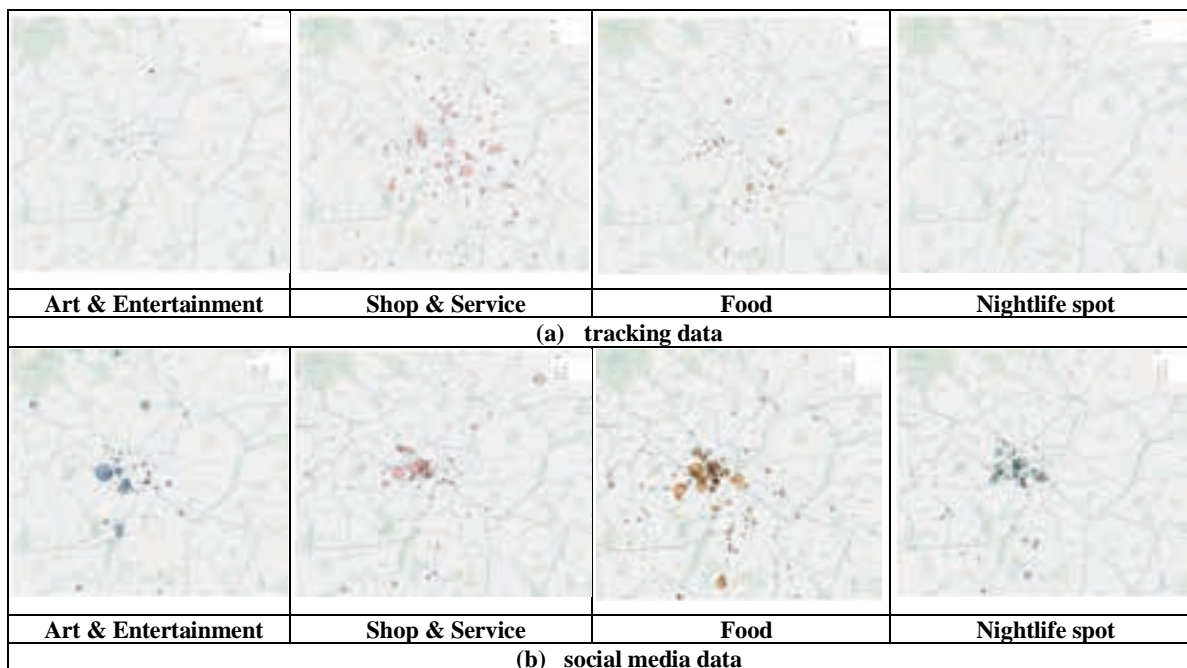 Art & Entertainment Shop & Service Food Nightlife spot
(a) tracking data
Art & Entertainment Shop & Service Food Nightlife spot
(b) social media data